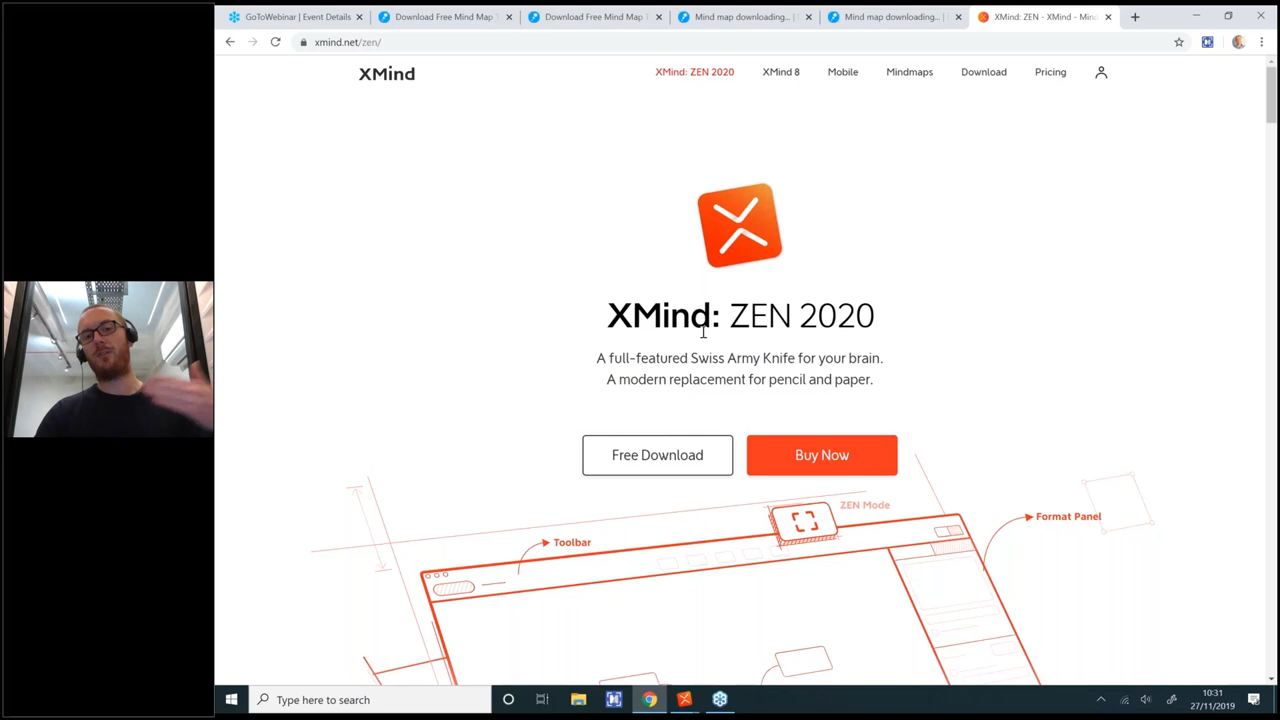 GoToWebinar | Event Details
Download Free Mind Map T
Download Free Mind Map T
Mind map downloading... |
Mind map downloading... |
XMind: ZEN - XMind - Min
xmind.net/zen/
XMind
XMind: ZEN 2020
XMind 8
Mobile
Mindmaps
Download
Pricing
XMind: ZEN 2020
A full-featured Swiss Army Knife for your brain.
A modern replacement for pencil and paper.
Free Download
Buy Now
ZEN Mode
Format Panel
Toolbar
Type here to search
10:31
27/11/2019